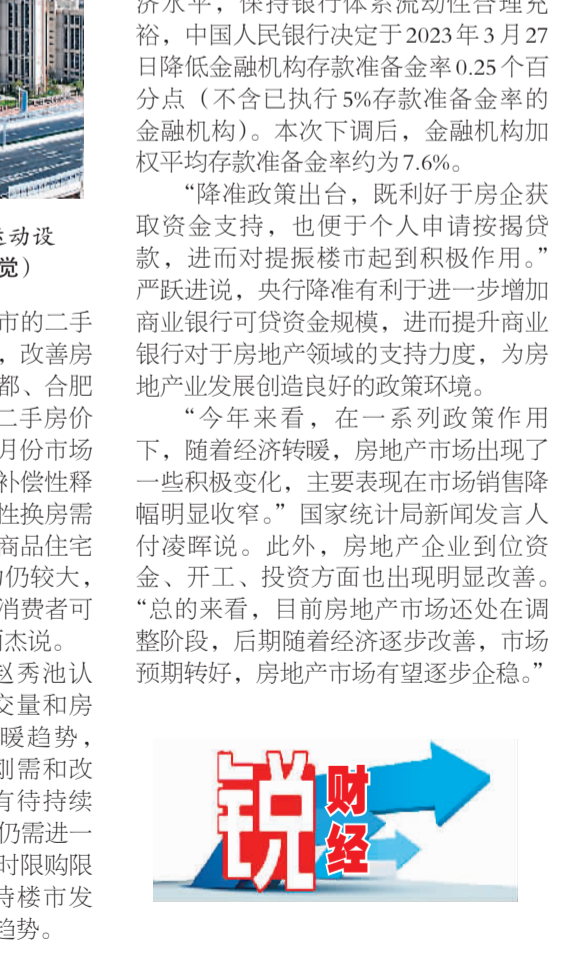 运动设
觉）
市的二手
，改善房
都、合肥
二手房价
月份市场
补偿性释
性换房需
商品住宅
仍较大，
消费者可
杰说。
赵秀池认
交量和房
暖趋势，
刚需和改
有待持续
仍需进一
时限购限
待楼市发
趋势。
济水平，保持银行体系流动性合理充
裕，中国人民银行决定于2023年3月27
日降低金融机构存款准备金率0.25个百
分点（不含已执行5%存款准备金率的
金融机构）。本次下调后，金融机构加
权平均存款准备金率约为7.6%。
“降准政策出台，既利好于房企获
取资金支持，也便于个人申请按揭贷
款，进而对提振楼市起到积极作用。”
严跃进说，央行降准有利于进一步增加
商业银行可贷资金规模，进而提升商业
银行对于房地产领域的支持力度，为房
地产业发展创造良好的政策环境。
“今年来看，在一系列政策作用
下，随着经济转暖，房地产市场出现了
一些积极变化，主要表现在市场销售降
幅明显收窄。”国家统计局新闻发言人
付凌晖说。此外，房地产企业到位资
金、开工、投资方面也出现明显改善。
“总的来看，目前房地产市场还处在调
整阶段，后期随着经济逐步改善，市场
预期转好，房地产市场有望逐步企稳。”
锐
财
经